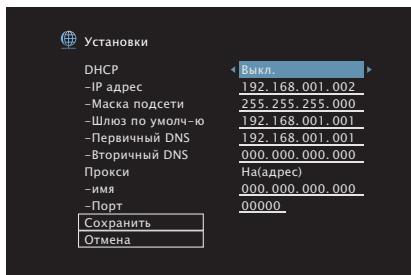 Установки
DHCP Выкл.
-IP адрес 192.168.001.002
-Маска подсети 255.255.255.000
-Шлюз по умолч-ю 192.168.001.001
-Первичный DNS 192.168.001.001
-Вторичный DNS 000.000.000.000
Прокси На(адрес)
-имя 000.000.000.000
-Порт 00000
Сохранить
Отмена